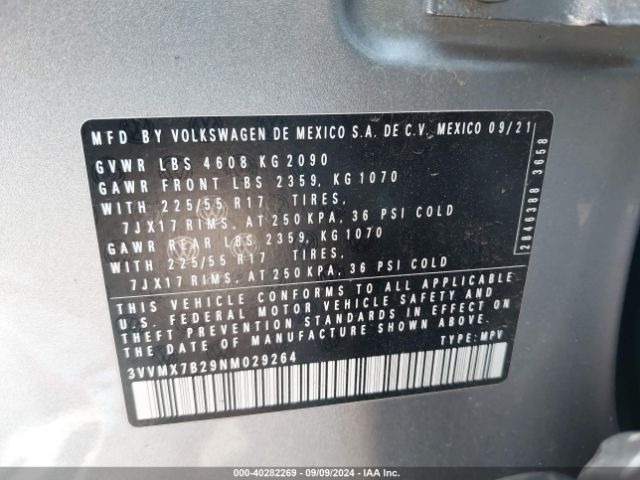 MFD BY VOLKSWAGEN DE MEXICO S.A. DE C.V. MEXICO 09/21
GVWR LBS 4608 KG 2090
GAWR FRONT LBS 2359, KG 1070
WITH 225/55 R17 TIRES,
7JX17 RIMS, AT 250 KPA, 36 PSI COLD
GAWR REAR LBS 2359, KG 1070
WITH 225/55 R17 TIRES,
7JX17 RIMS, AT 250 KPA, 36 PSI COLD
THIS VEHICLE CONFORMS TO ALL APPLICABLE
U.S. FEDERAL MOTOR VEHICLE SAFETY AND
THEFT PREVENTION STANDARDS IN EFFECT ON
THE DATE OF MANUFACTURE SHOWN ABOVE.
3VVMX7B29NM029264 TYPE: MPV
2846388 3658
000-40282269 - 09/09/2024 - IAA Inc.